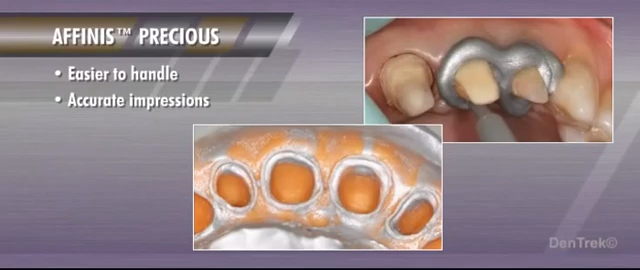 AFFINIS™ PRECIOUS
• Easier to handle
• Accurate impressions
DenTrek©